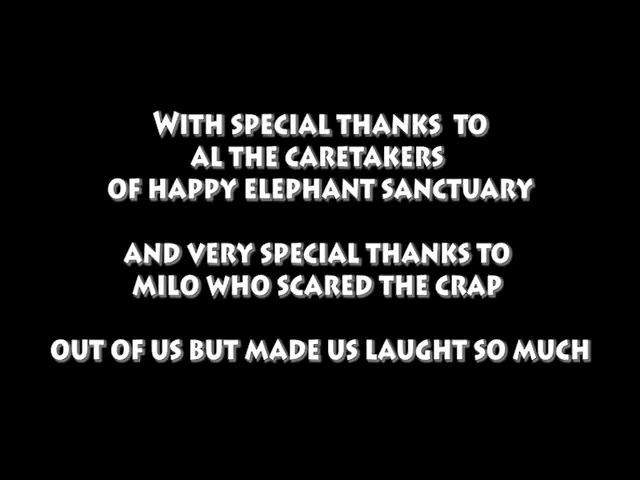 With special thanks to
al the caretakers
of happy elephant sanctuary
and very special thanks to
milo who scared the crap
out of us but made us laught so much